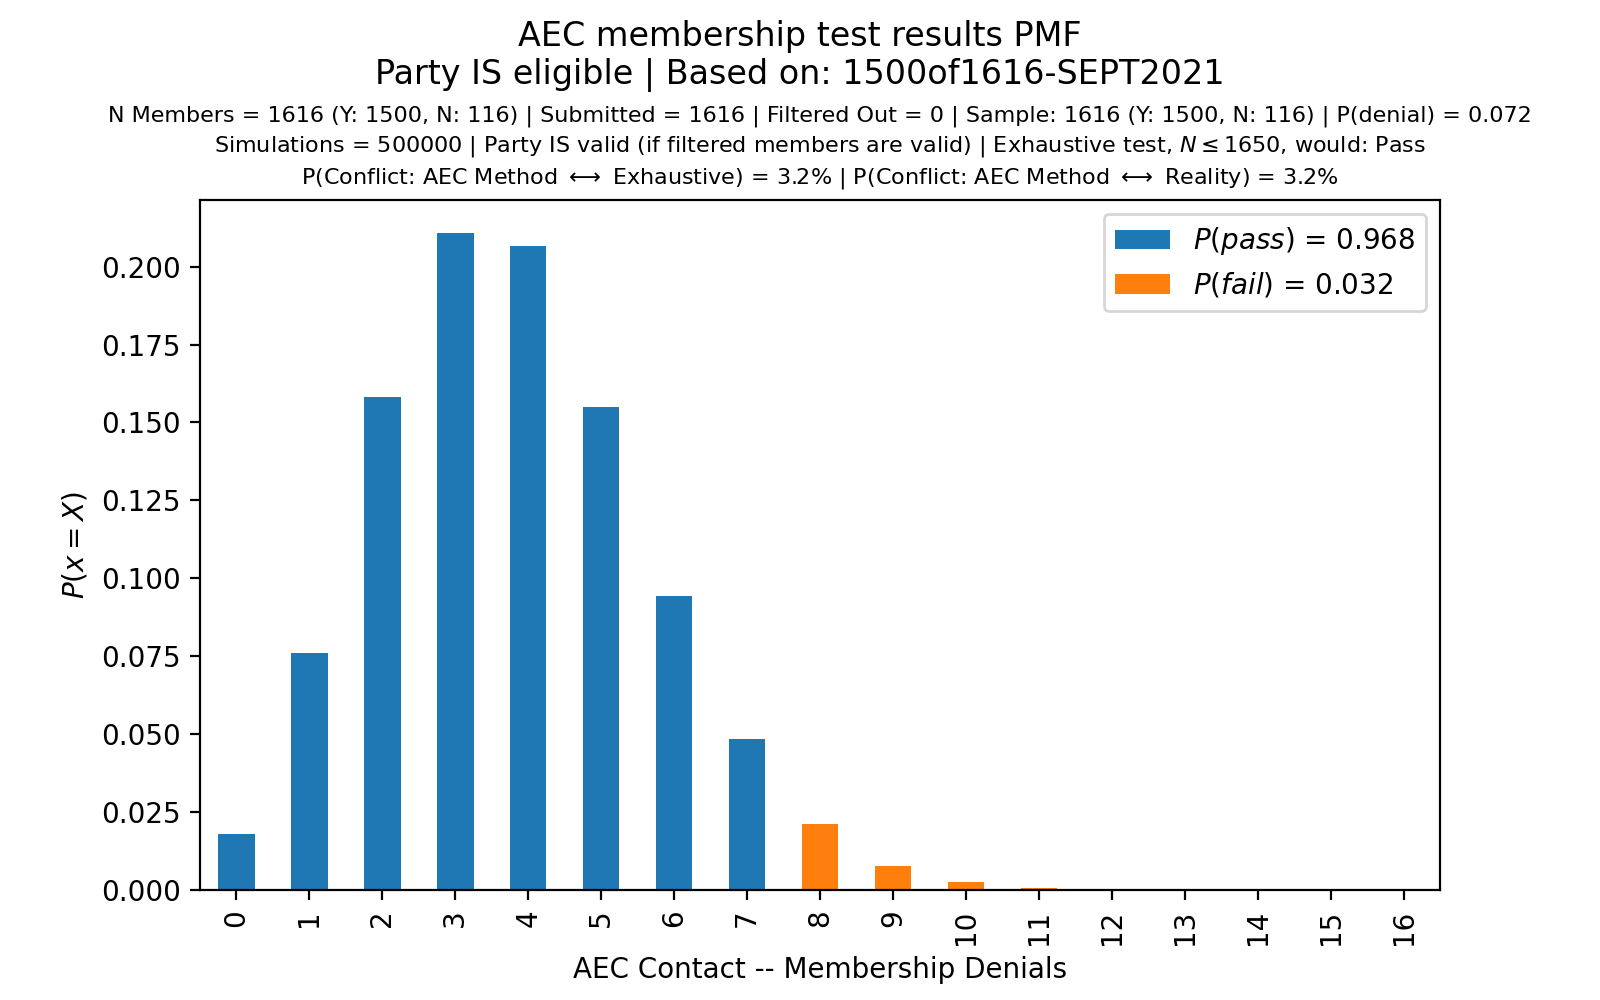 AEC membership test results PMF
Party IS eligible | Based on: 1500of1616-SEPT2021
N Members = 1616 (Y: 1500, N: 116) | Submitted = 1616 | Filtered Out = 0 | Sample: 1616 (Y: 1500, N: 116) | P(denial) = 0.072
Simulations = 500000 | Party IS valid (if filtered members are valid) | Exhaustive test, N ≤ 1650, would: Pass
P(Conflict: AEC Method ⟷ Exhaustive) = 3.2% | P(Conflict: AEC Method ⟷ Reality) = 3.2%
P(pass) = 0.968
P(fail) = 0.032
0.200
0.175
0.150
0.125
0.100
0.075
0.050
0.025
0.000
P(x = X)
0 1 2 3 4 5 6 7 8 9 10 11 12 13 14 15 16
AEC Contact -- Membership Denials